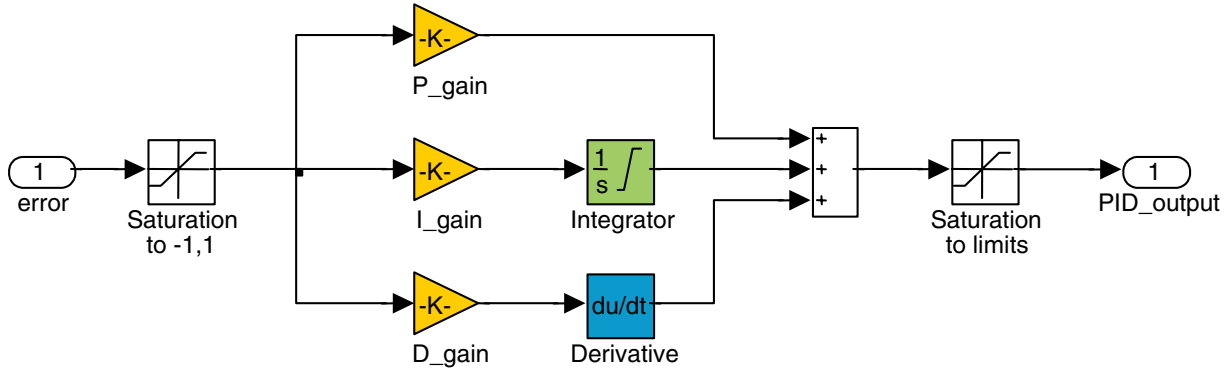 -K-
P_gain
+
1
error
Saturation
to -1,1
-K-
I_gain
1
s
Integrator
+
+
Saturation
to limits
1
PID_output
-K-
D_gain
du/dt
Derivative